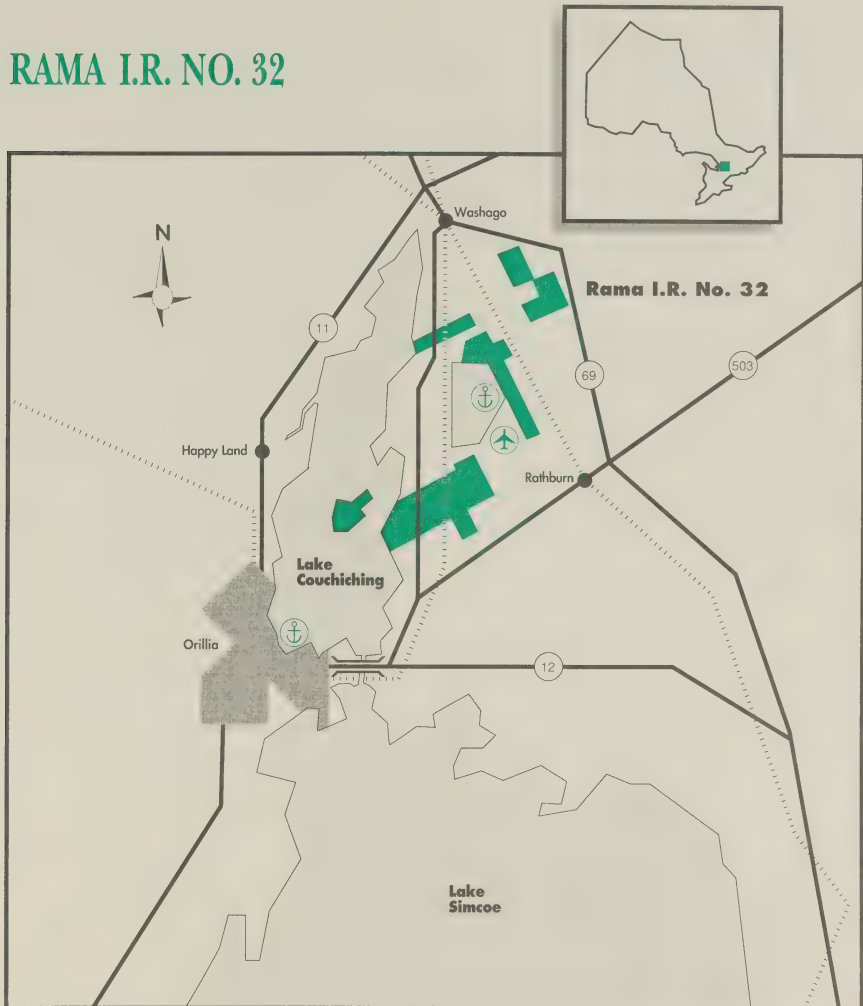 RAMA I.R. NO. 32
N
Washago
Rama I.R. No. 32
11
69
503
Happy Land
Rathburn
Lake
Couchiching
Orillia
12
Lake
Simcoe